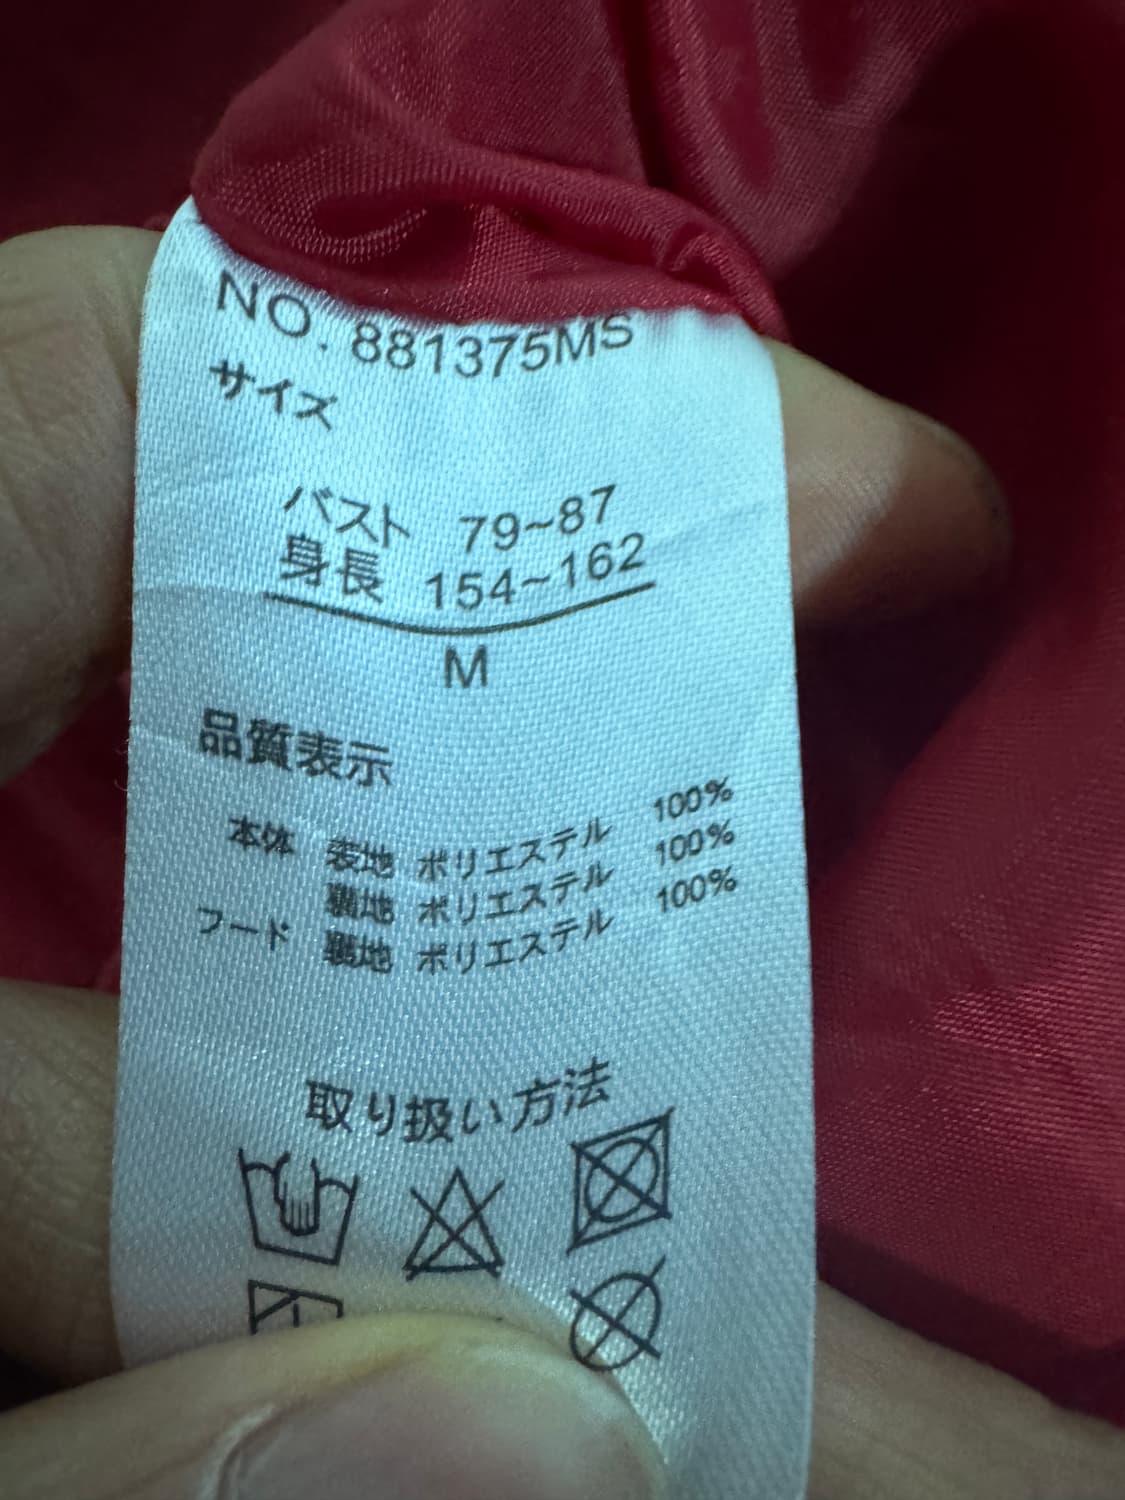 NO. 881375MS
サイズ
バスト 79~87
身長 154~162
M
品質表示
本体 表地 ポリエステル 100%
裏地 ポリエステル 100%
フード 裏地 ポリエステル 100%
取り扱い方法